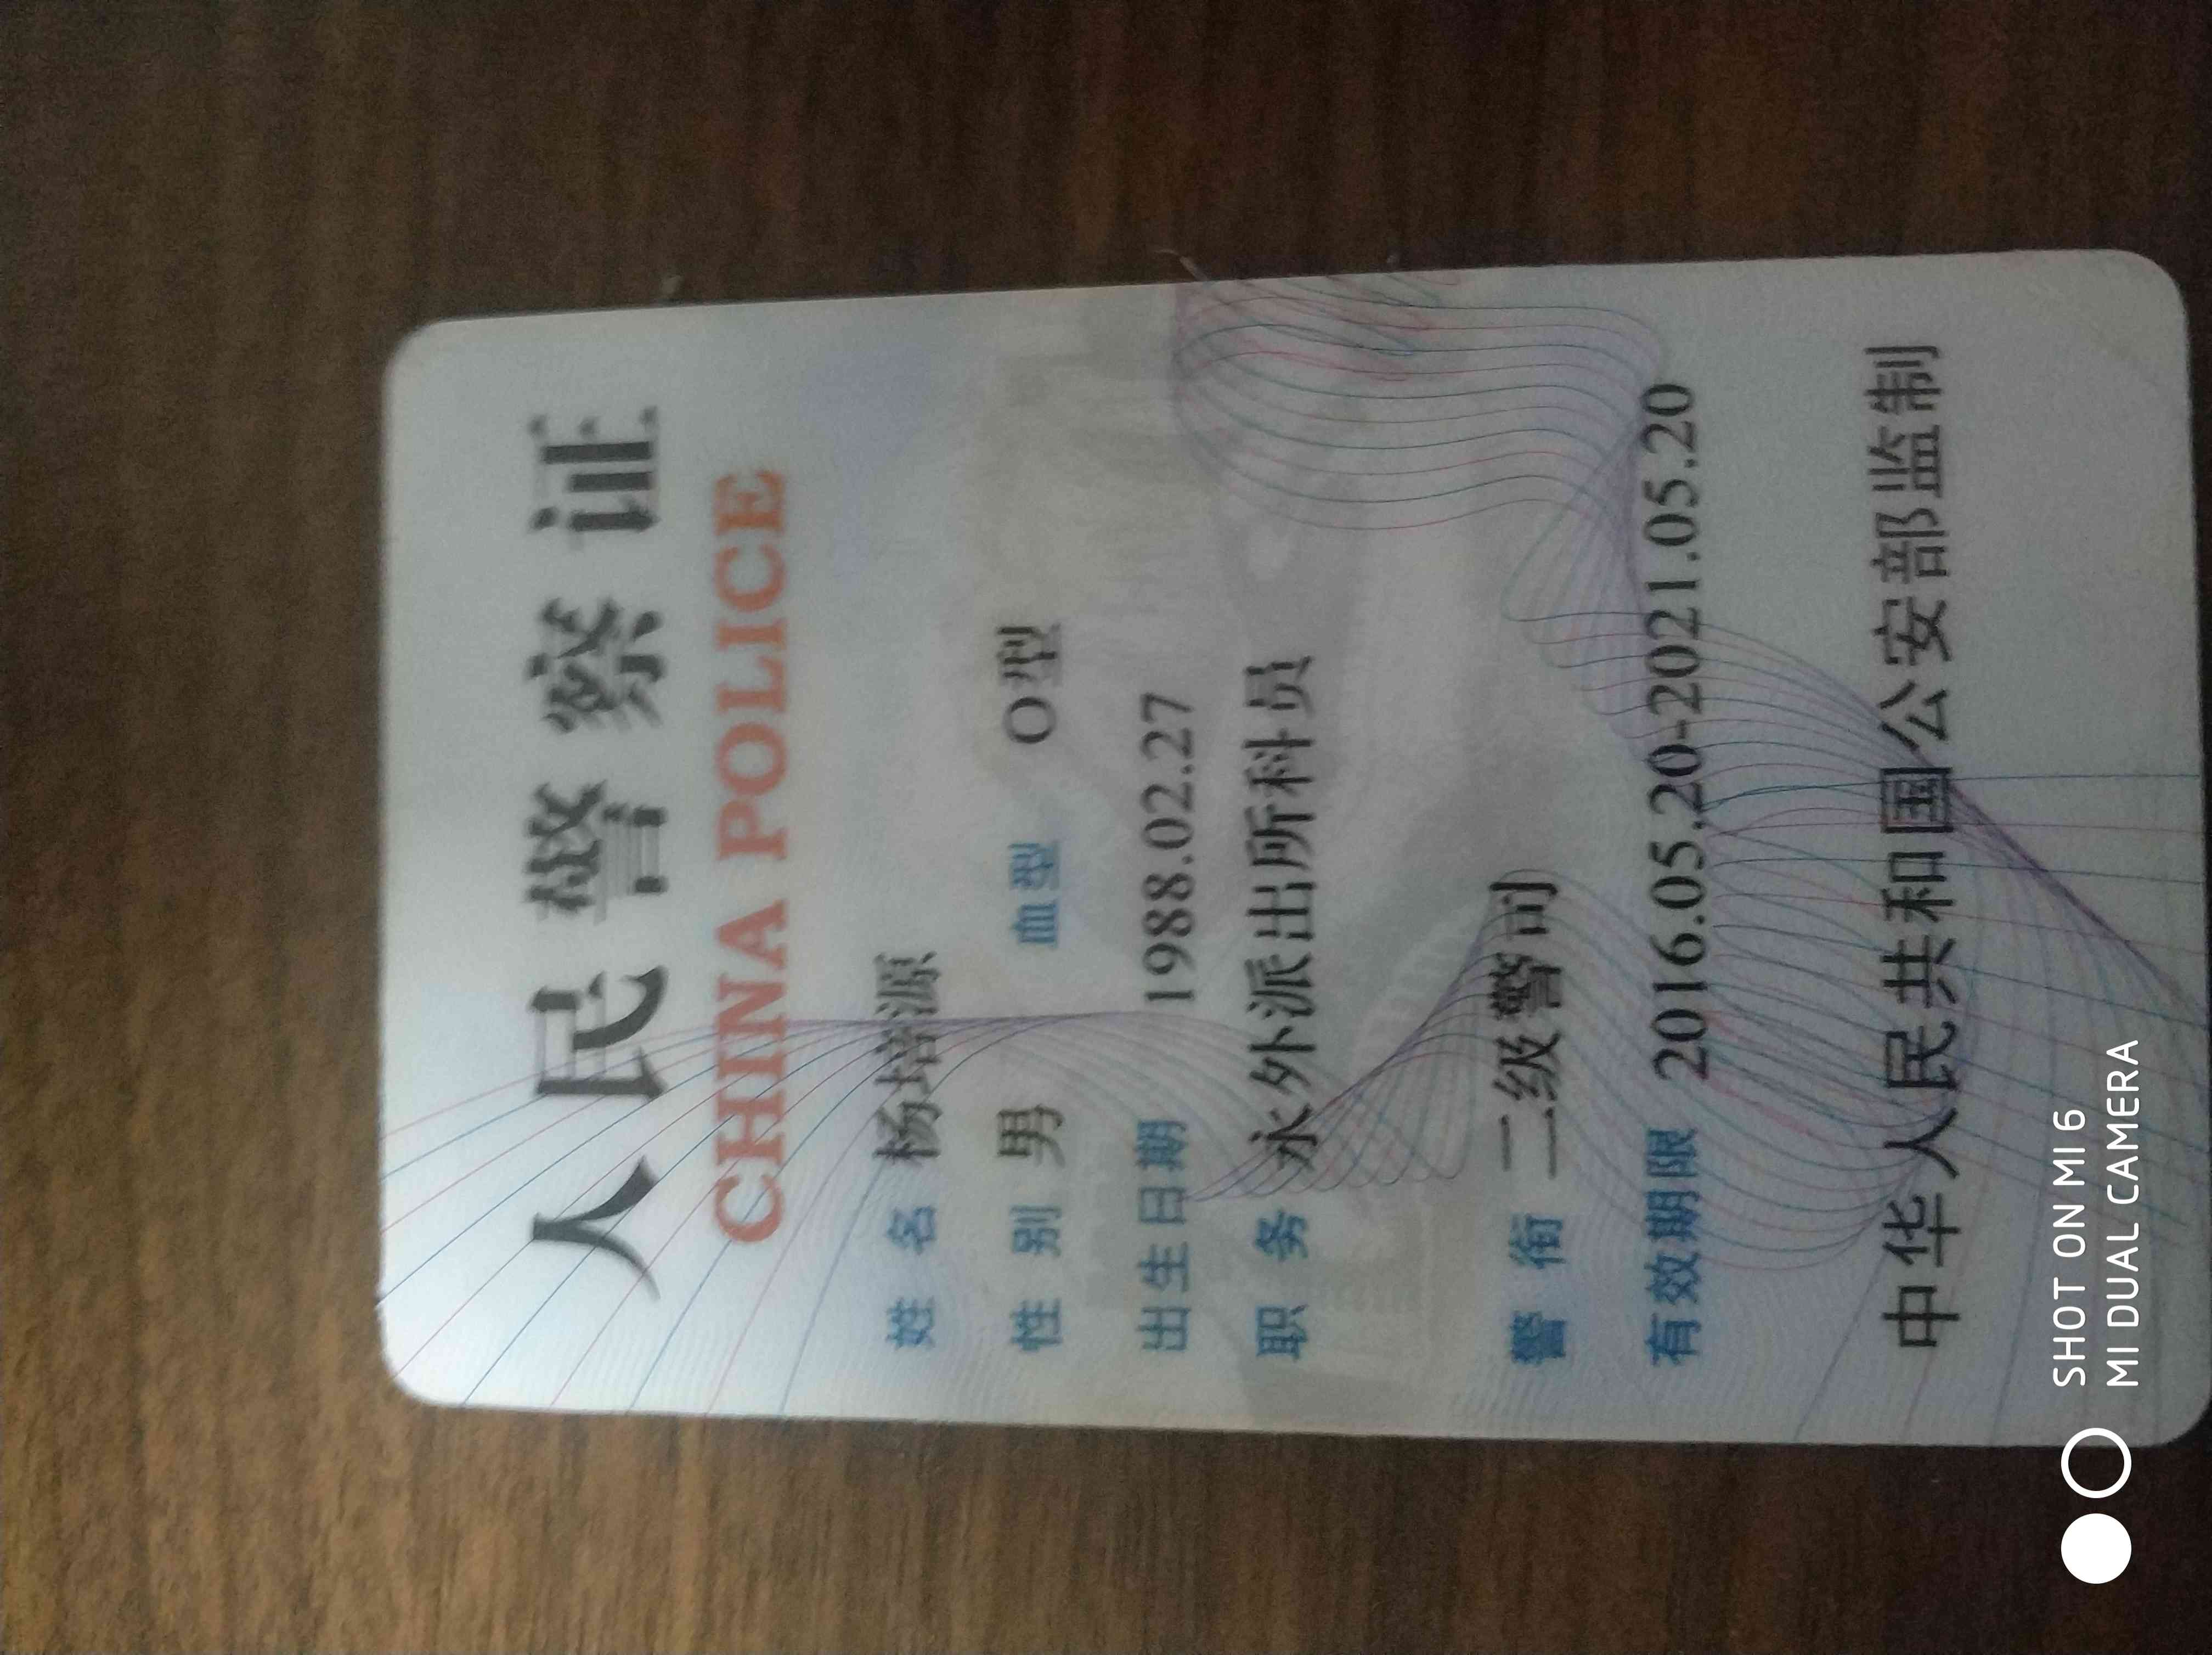 人民警察证
CHINA POLICE
姓 名 杨培源
性 别 男 血型 O型
出生日期 1988.02.27
职 务 永外派出所科员
警 衔 二级警司
有效期限 2016.05.20-2021.05.20
中华人民共和国公安部监制
SHOT ON MI 6
MI DUAL CAMERA